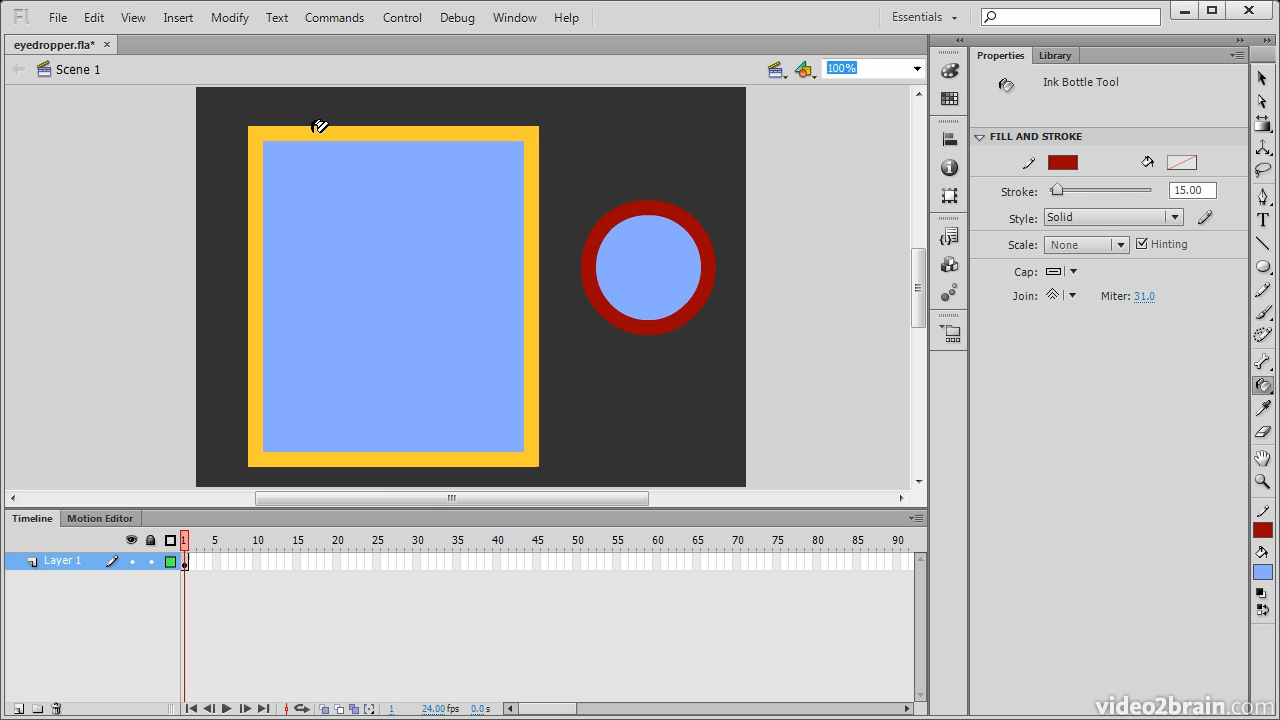 Fl File Edit View Insert Modify Text Commands Control Debug Window Help Essentials
eyedropper.fla*
Scene 1 100%
Properties Library
Ink Bottle Tool
FILL AND STROKE
Stroke: 15.00
Style: Solid
Scale: None Hinting
Cap:
Join: Miter: 31.0
Timeline Motion Editor
1 5 10 15 20 25 30 35 40 45 50 55 60 65 70 75 80 85 90
Layer 1
1 24.00 fps 0.0 s
video2brain.com